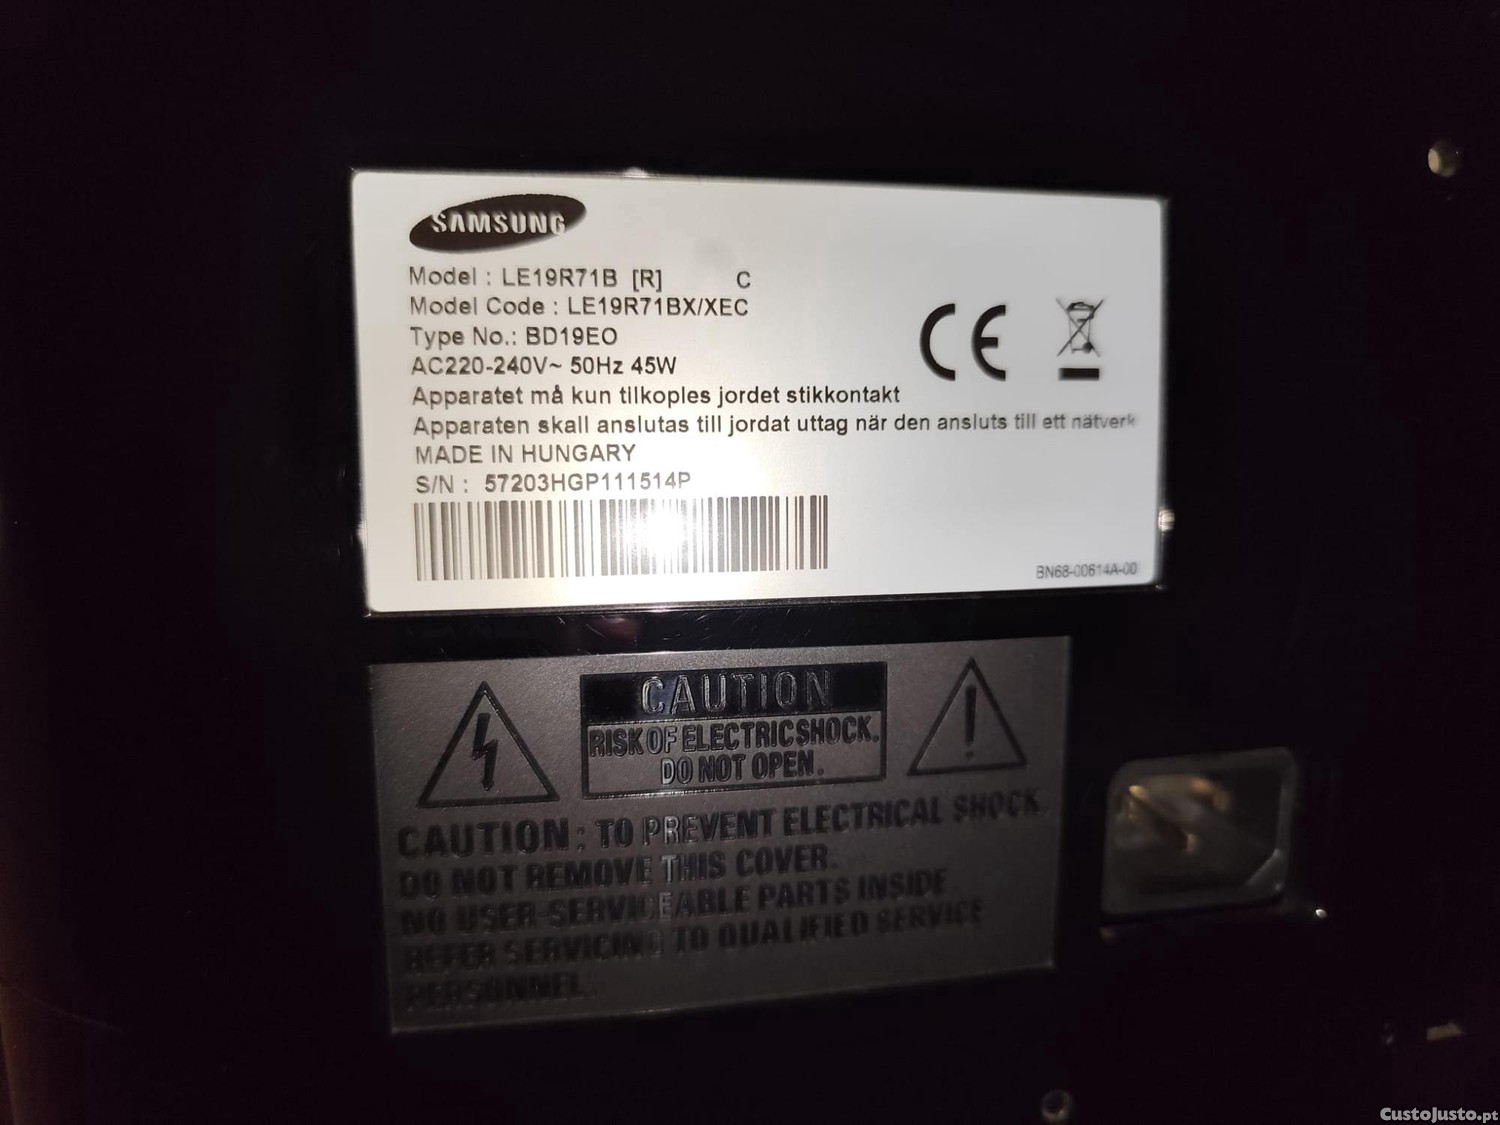 SAMSUNG
Model : LE19R71B [R] C
Model Code : LE19R71BX/XEC
Type No.: BD19EO
AC220-240V~ 50Hz 45W
Apparatet må kun tilkoples jordet stikkontakt
Apparaten skall anslutas till jordat uttag när den ansluts till ett nätverk
MADE IN HUNGARY
S/N : 57203HGP111514P
CE
BN68-00614A-00
CAUTION
RISK OF ELECTRIC SHOCK.
DO NOT OPEN.
CAUTION : TO PREVENT ELECTRICAL SHOCK
DO NOT REMOVE THIS COVER.
NO USER-SERVICEABLE PARTS INSIDE
REFER SERVICING TO QUALIFIED SERVICE
PERSONNEL.
CustoJusto.pt